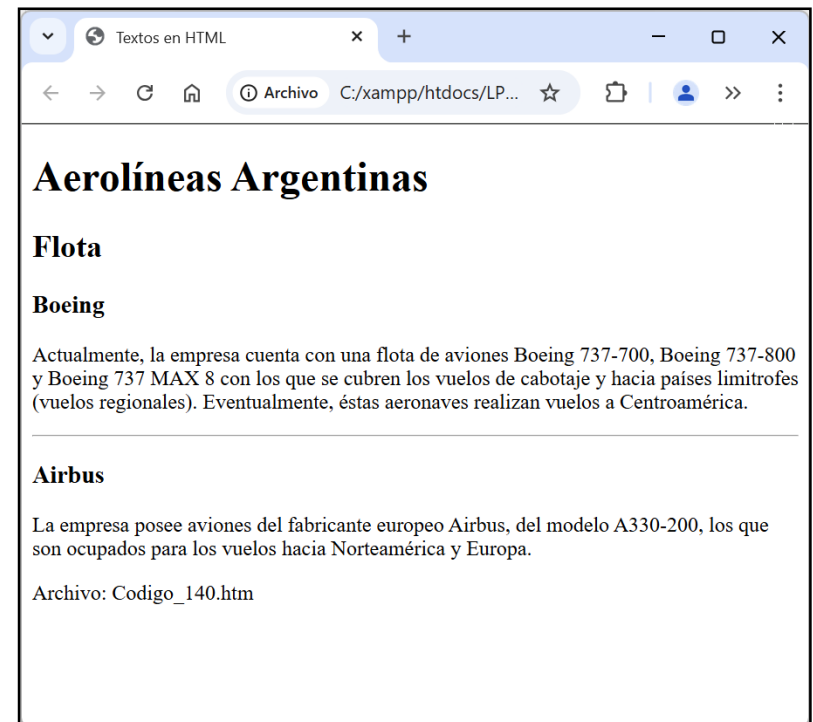 Textos en HTML
Archivo C:/xampp/htdocs/LP...
Aerolíneas Argentinas
Flota
Boeing
Actualmente, la empresa cuenta con una flota de aviones Boeing 737-700, Boeing 737-800
y Boeing 737 MAX 8 con los que se cubren los vuelos de cabotaje y hacia países limitrofes
(vuelos regionales). Eventualmente, éstas aeronaves realizan vuelos a Centroamérica.
Airbus
La empresa posee aviones del fabricante europeo Airbus, del modelo A330-200, los que
son ocupados para los vuelos hacia Norteamérica y Europa.
Archivo: Codigo_140.htm